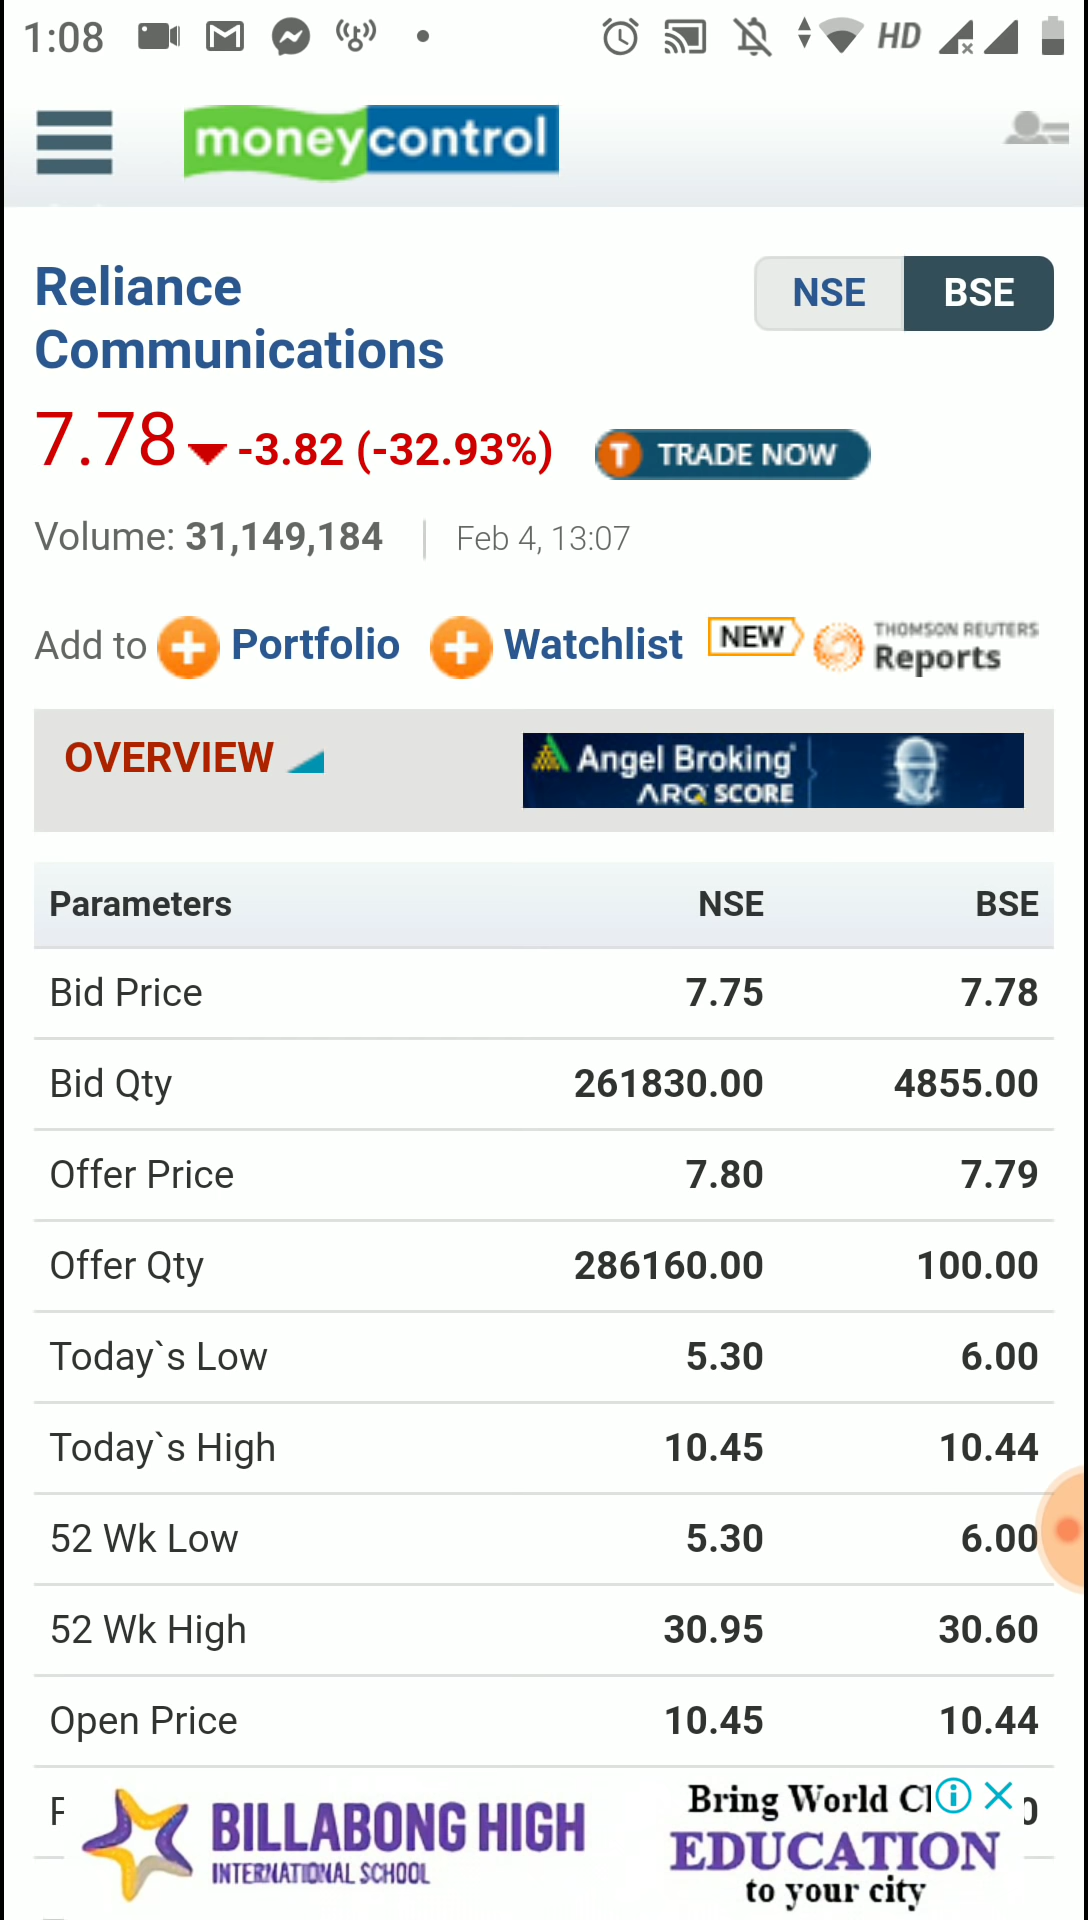 1:08 HD
moneycontrol
Reliance
Communications
NSE BSE
7.78 -3.82 (-32.93%) T TRADE NOW
Volume: 31,149,184 | Feb 4, 13:07
Add to Portfolio Watchlist NEW THOMSON REUTERS
Reports
OVERVIEW Angel Broking
ARQ SCORE
Parameters NSE BSE
Bid Price 7.75 7.78
Bid Qty 261830.00 4855.00
Offer Price 7.80 7.79
Offer Qty 286160.00 100.00
Today`s Low 5.30 6.00
Today`s High 10.45 10.44
52 Wk Low 5.30 6.00
52 Wk High 30.95 30.60
Open Price 10.45 10.44
BILLABONG HIGH
INTERNATIONAL SCHOOL
Bring World Cl
EDUCATION
to your city